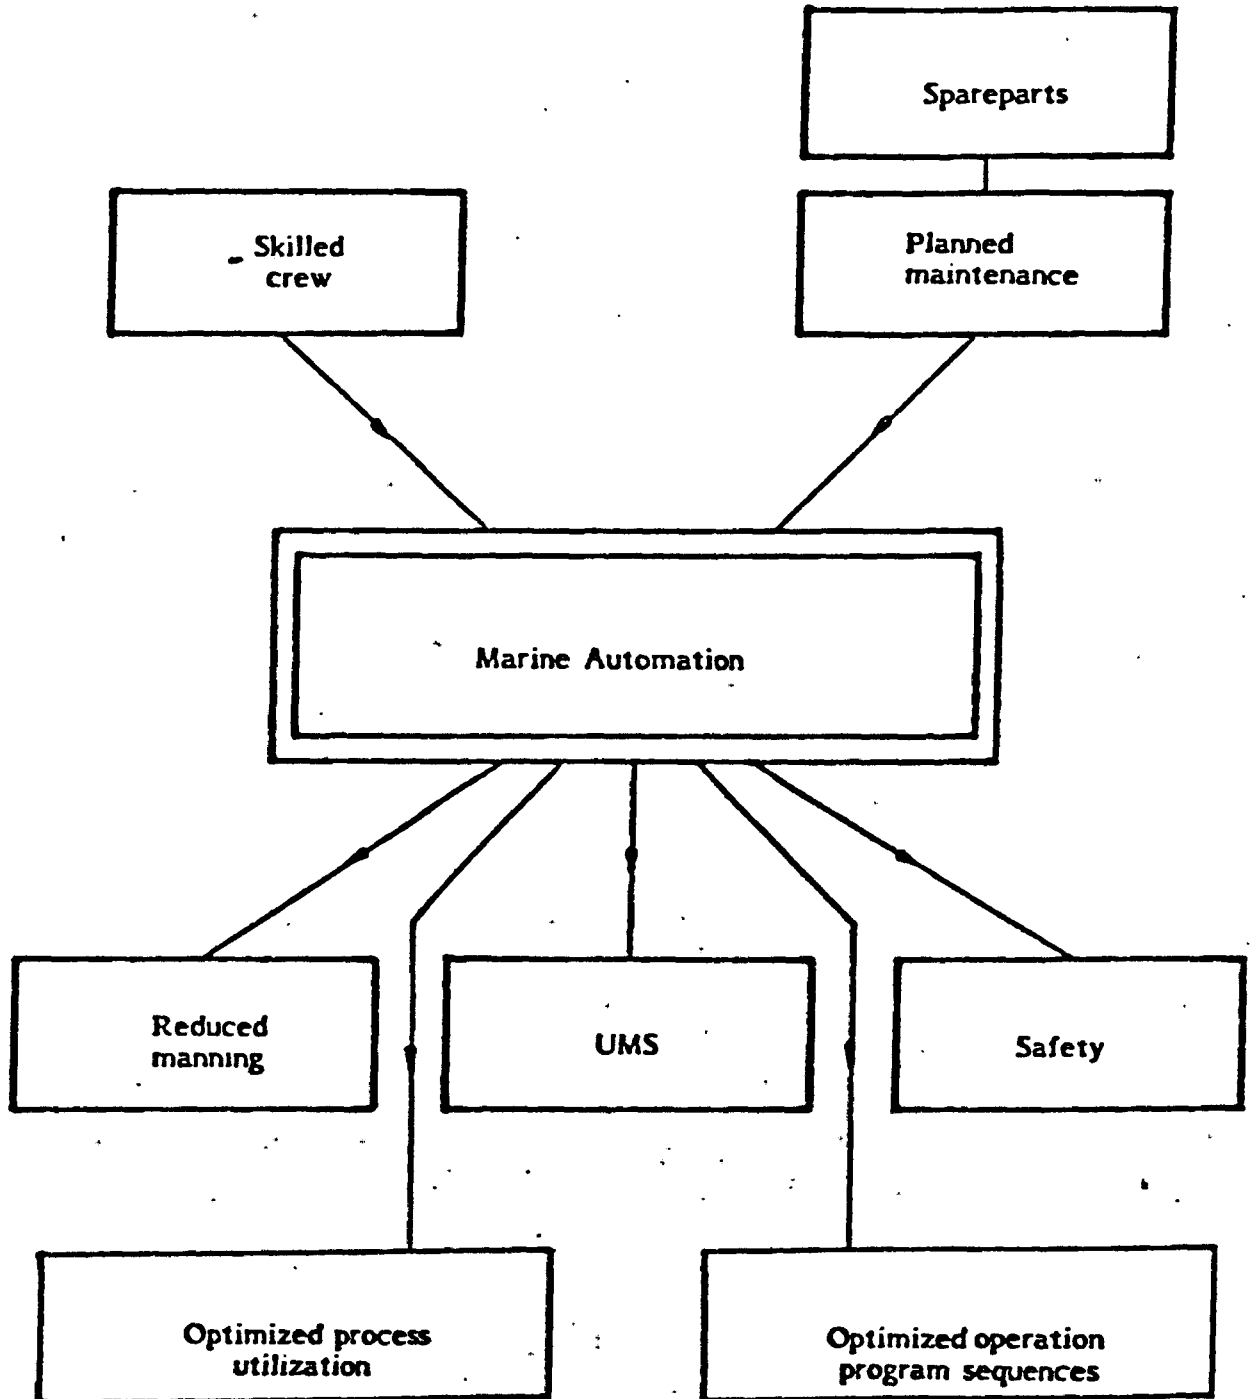 Spareparts
Skilled
crew
Planned
maintenance
Marine Automation
Reduced
manning
UMS
Safety
Optimized process
utilization
Optimized operation
program sequences